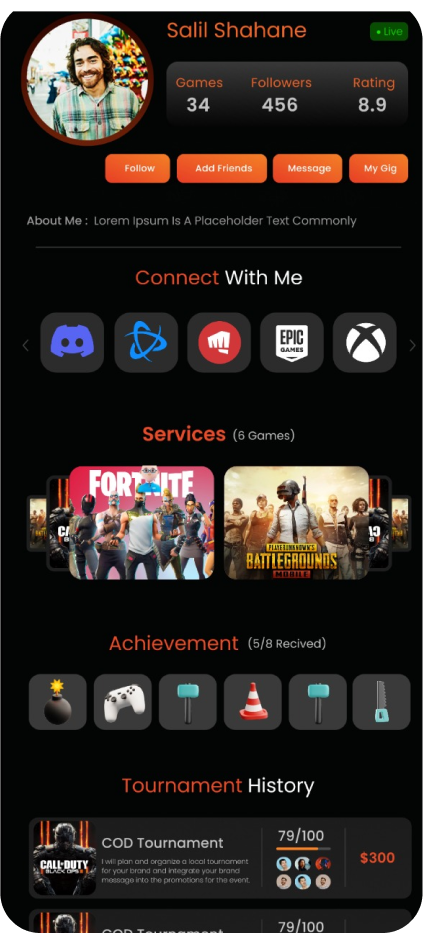 Salil Shahane
• Live
Games Followers Rating
34 456 8.9
Follow Add Friends Message My Gig
About Me : Lorem Ipsum Is A Placeholder Text Commonly
Connect With Me
EPIC
GAMES
Services (6 Games)
FORTNITE
PLAYERUNKNOWN'S
BATTLEGROUNDS
MOBILE
Achievement (5/8 Recived)
Tournament History
CALL OF DUTY
BLACK OPS
COD Tournament
I will plan and organize a local tournament
for your brand and integrate your brand
message into the promotions for the event.
79/100
$300
COD Tournament
79/100